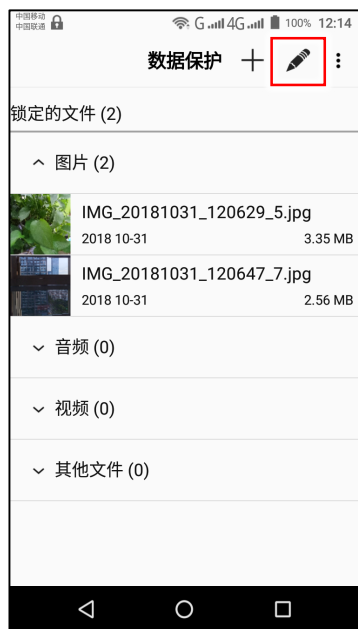 中国移动
中国联通
G 4G 100% 12:14
数据保护
锁定的文件 (2)
图片 (2)
IMG_20181031_120629_5.jpg
2018 10-31 3.35 MB
IMG_20181031_120647_7.jpg
2018 10-31 2.56 MB
音频 (0)
视频 (0)
其他文件 (0)